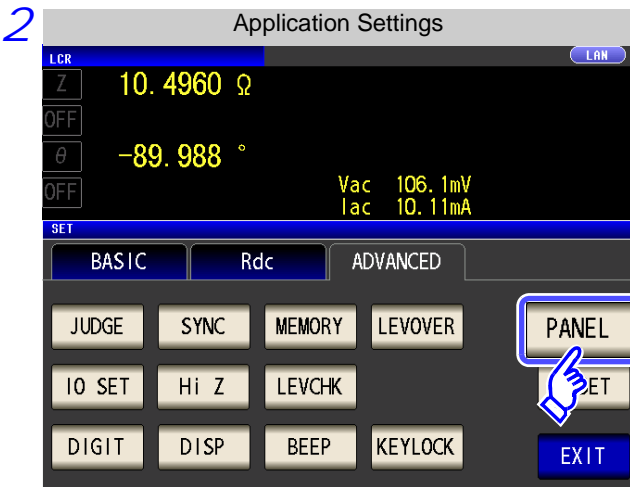 2
Application Settings
LCR
LAN
Z 10.4960 Ω
OFF
θ -89.988 °
OFF
Vac 106.1mV
Iac 10.11mA
SET
BASIC Rdc ADVANCED
JUDGE SYNC MEMORY LEVOVER PANEL
IO SET Hi Z LEVCHK
DIGIT DISP BEEP KEYLOCK EXIT